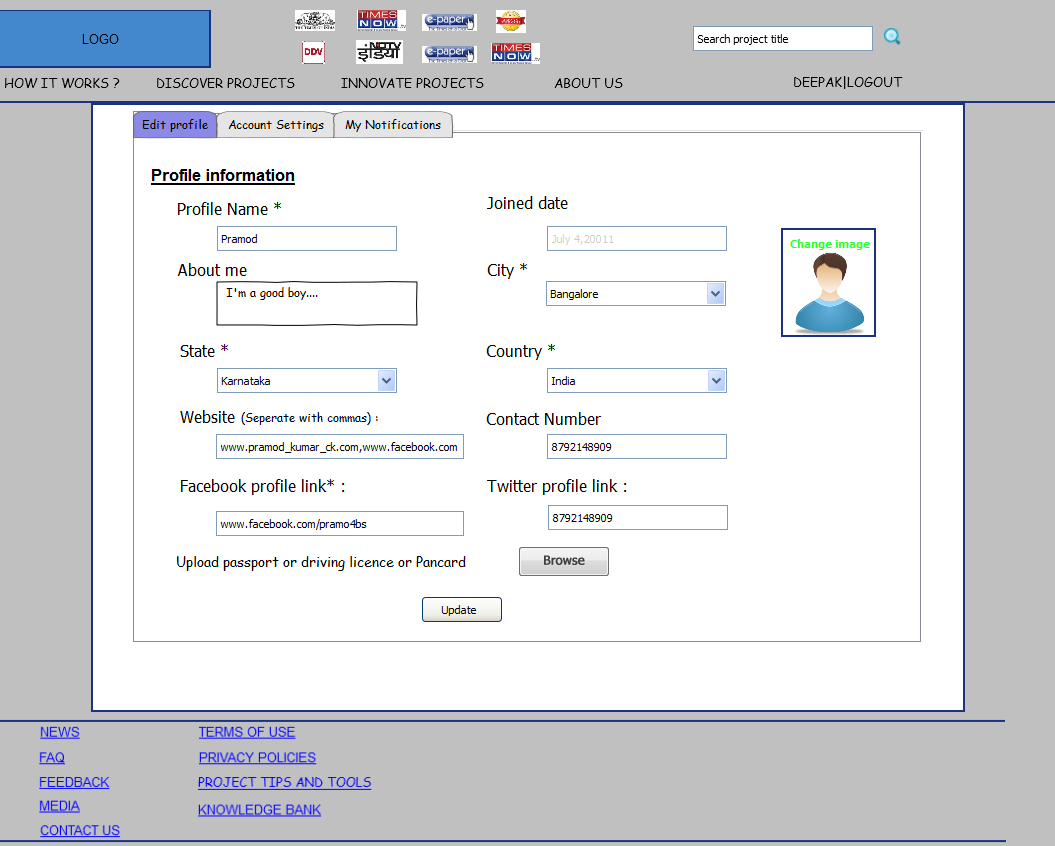 LOGO
TIMES
NOW
e-paper
DDV
NDTV
इंडिया
e-paper
TIMES
NOW
Search project title
HOW IT WORKS ? DISCOVER PROJECTS INNOVATE PROJECTS ABOUT US DEEPAK|LOGOUT
Edit profile Account Settings My Notifications
Profile information
Profile Name * Joined date
Pramod July 4,20011
Change image
About me City *
I'm a good boy.... Bangalore
State * Country *
Karnataka India
Website (Seperate with commas) : Contact Number
www.pramod_kumar_ck.com,www.facebook.com 8792148909
Facebook profile link* : Twitter profile link :
www.facebook.com/pramo4bs 8792148909
Upload passport or driving licence or Pancard Browse
Update
NEWS TERMS OF USE
FAQ PRIVACY POLICIES
FEEDBACK PROJECT TIPS AND TOOLS
MEDIA KNOWLEDGE BANK
CONTACT US